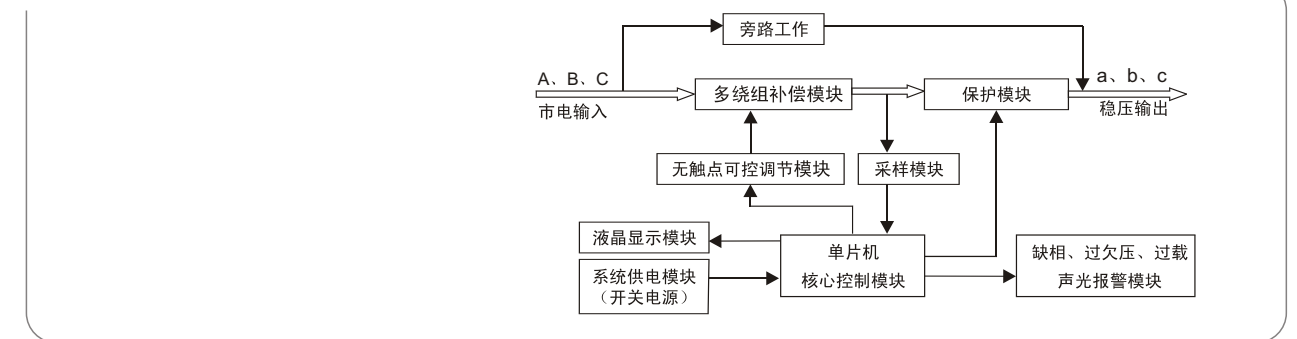 旁路工作
A、B、C
市电输入
多绕组补偿模块
保护模块
a、b、c
稳压输出
无触点可控调节模块
采样模块
液晶显示模块
系统供电模块
（开关电源）
单片机
核心控制模块
缺相、过欠压、过载
声光报警模块